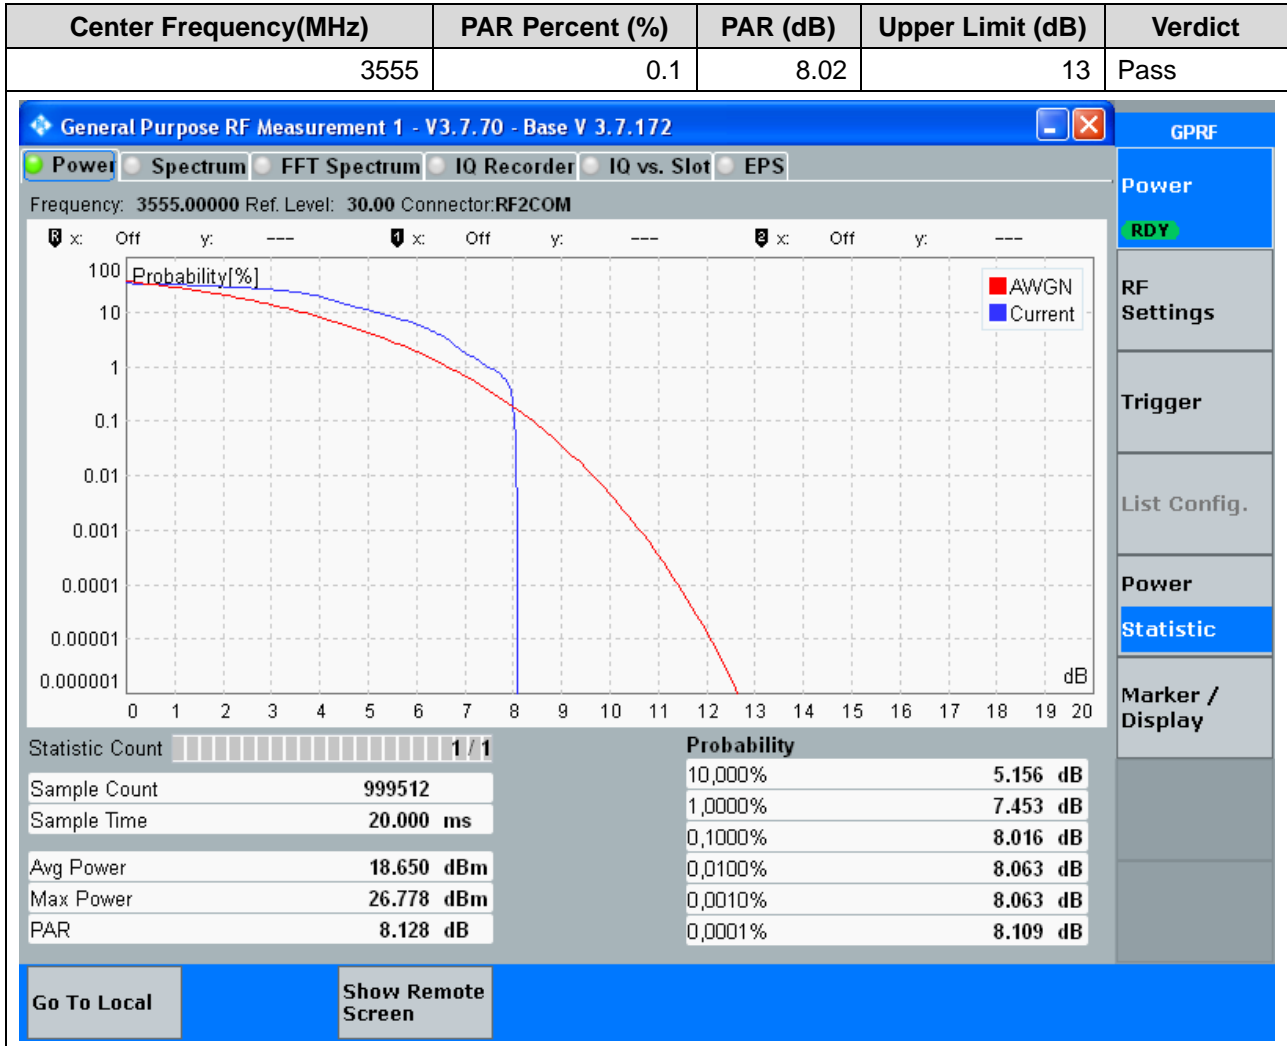 Center Frequency(MHz) PAR Percent (%) PAR (dB) Upper Limit (dB) Verdict
3555 0.1 8.02 13 Pass
General Purpose RF Measurement 1 - V3.7.70 - Base V 3.7.172
GPRF
Power Spectrum FFT Spectrum IQ Recorder IQ vs. Slot EPS
Frequency: 3555.00000 Ref. Level: 30.00 Connector:RF2COM
R x: Off y: --- 1 x: Off y: --- 2 x: Off y: ---
Probability[%]
AWGN
Current
100
10
1
0.1
0.01
0.001
0.0001
0.00001
0.000001
dB
0 1 2 3 4 5 6 7 8 9 10 11 12 13 14 15 16 17 18 19 20
Statistic Count 1 / 1
Sample Count 999512
Sample Time 20.000 ms
Avg Power 18.650 dBm
Max Power 26.778 dBm
PAR 8.128 dB
Probability
10,000% 5.156 dB
1,0000% 7.453 dB
0,1000% 8.016 dB
0,0100% 8.063 dB
0,0010% 8.063 dB
0,0001% 8.109 dB
Power
RDY
RF
Settings
Trigger
List Config.
Power
Statistic
Marker /
Display
Go To Local
Show Remote
Screen